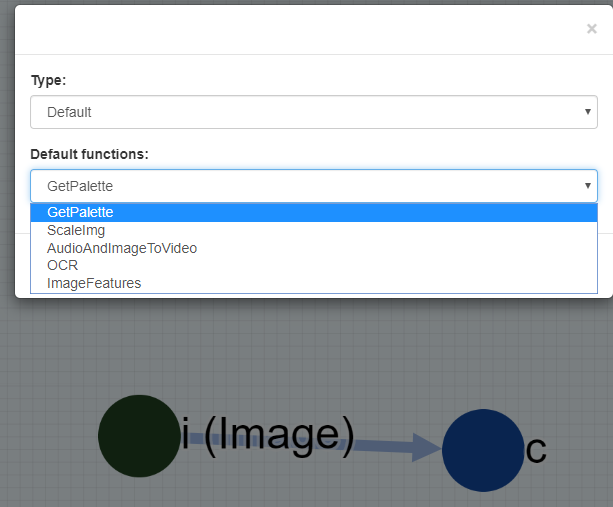 ×
Type:
Default
Default functions:
GetPalette
GetPalette
ScaleImg
AudioAndImageToVideo
OCR
ImageFeatures
i (Image)
c